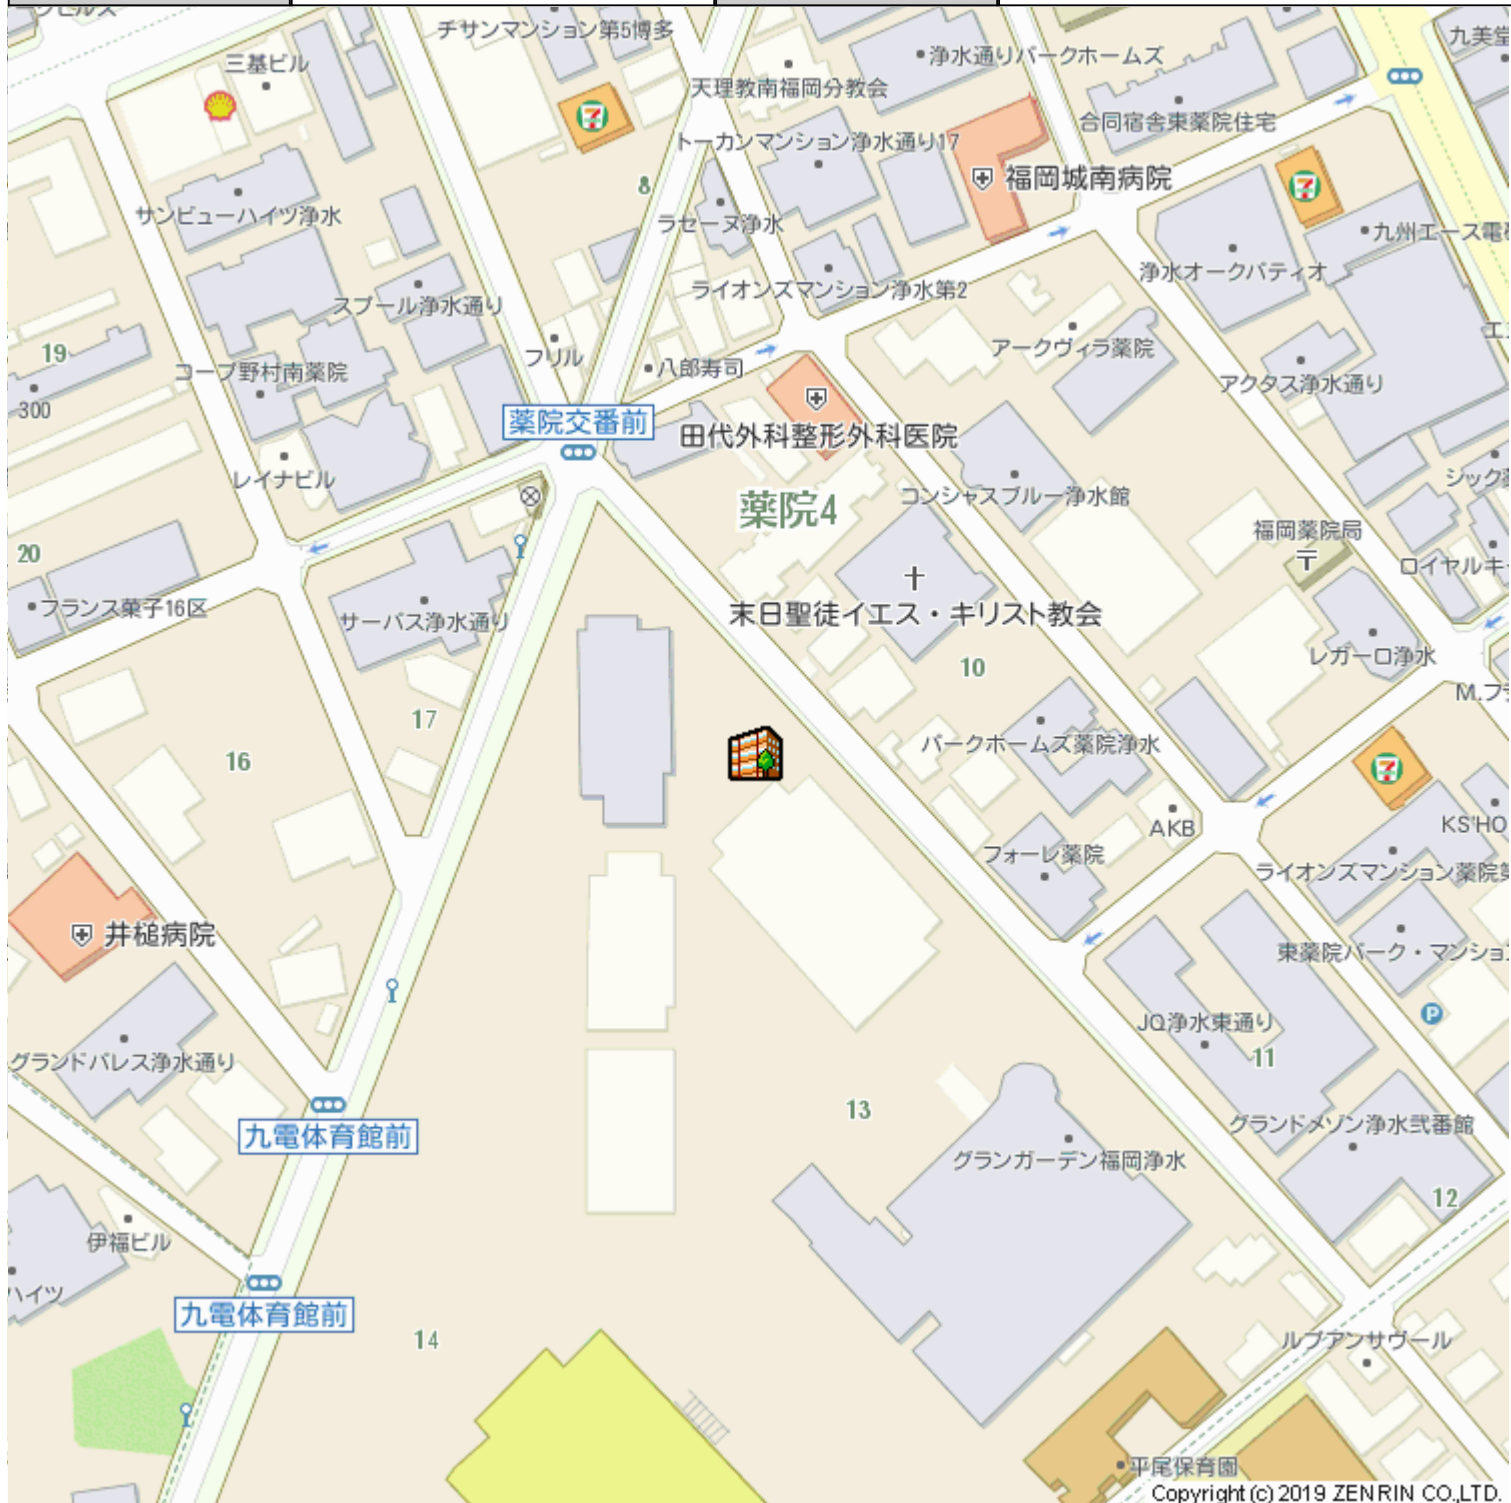 チサンマンション第5博多
九美堂
三基ビル
浄水通りパークホームズ
天理教南福岡分教会
合同宿舎東薬院住宅
トーカンマンション浄水通り17
福岡城南病院
8
サンビューハイツ浄水
ラセーヌ浄水
九州エース電
浄水オークパティオ
ライオンズマンション浄水第2
スプール浄水通り
フリル
八郎寿司
アークヴィラ薬院
19
コープ野村南薬院
アクタス浄水通り
300
薬院交番前
田代外科整形外科医院
レイナビル
シック
コンシャスブルー浄水館
薬院4
福岡薬院局
20
ロイヤルキ
フランス菓子16区
サーパス浄水通り
末日聖徒イエス・キリスト教会
レガーロ浄水
10
M.フ
17
パークホームズ薬院浄水
16
AKB
KS'HO
フォーレ薬院
ライオンズマンション薬院第
井槌病院
東薬院パーク・マンショ
P
JQ浄水東通り
グランドパレス浄水通り
11
13
九電体育館前
グランドメゾン浄水弐番館
グランガーデン福岡浄水
12
伊福ビル
ハイツ
九電体育館前
14
ルブアンサヴール
平尾保育園
Copyright (c) 2019 ZENRIN CO.,LTD.